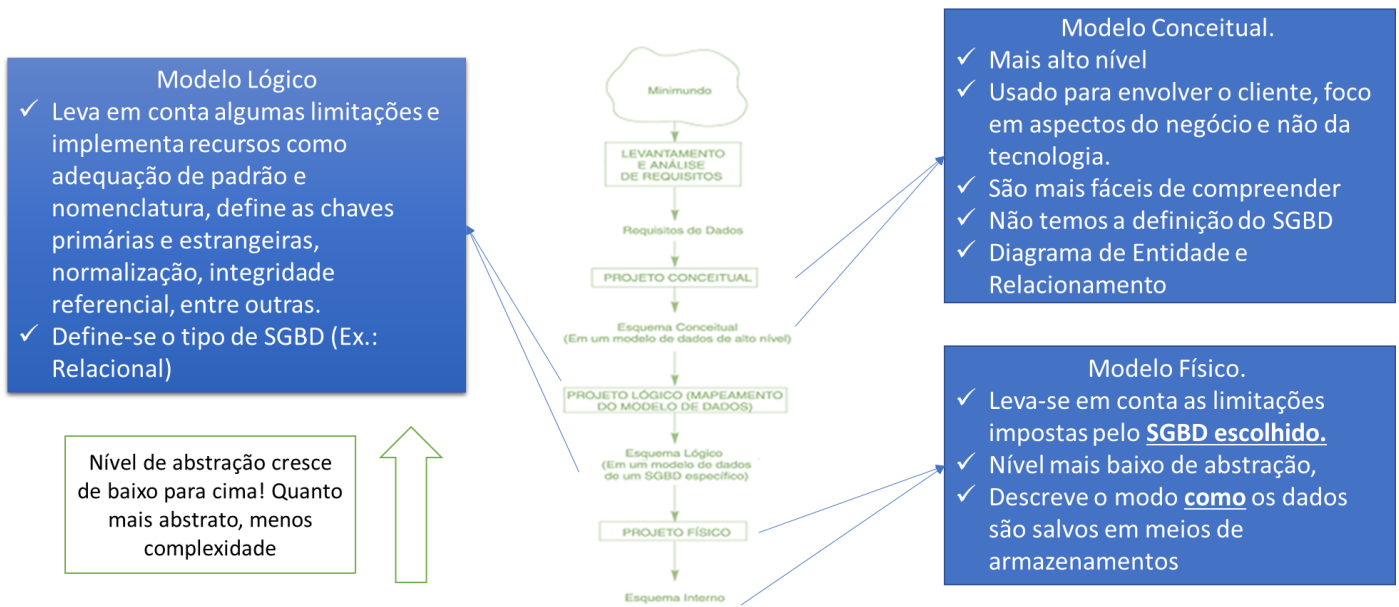 Modelo Lógico
✓ Leva em conta algumas limitações e
implementa recursos como
adequação de padrão e
nomenclatura, define as chaves
primárias e estrangeiras,
normalização, integridade
referencial, entre outras.
✓ Define-se o tipo de SGBD (Ex.:
Relacional)
Nível de abstração cresce
de baixo para cima! Quanto
mais abstrato, menos
complexidade
Minimundo
LEVANTAMENTO
E ANÁLISE
DE REQUISITOS
Requisitos de Dados
PROJETO CONCEITUAL
Esquema Conceitual
(Em um modelo de dados de alto nível)
PROJETO LÓGICO (MAPEAMENTO
DO MODELO DE DADOS)
Esquema Lógico
(Em um modelo de dados
de um SGBD específico)
PROJETO FÍSICO
Esquema Interno
Modelo Conceitual.
✓ Mais alto nível
✓ Usado para envolver o cliente, foco
em aspectos do negócio e não da
tecnologia.
✓ São mais fáceis de compreender
✓ Não temos a definição do SGBD
✓ Diagrama de Entidade e
Relacionamento
Modelo Físico.
✓ Leva-se em conta as limitações
impostas pelo SGBD escolhido.
✓ Nível mais baixo de abstração,
✓ Descreve o modo como os dados
são salvos em meios de
armazenamentos